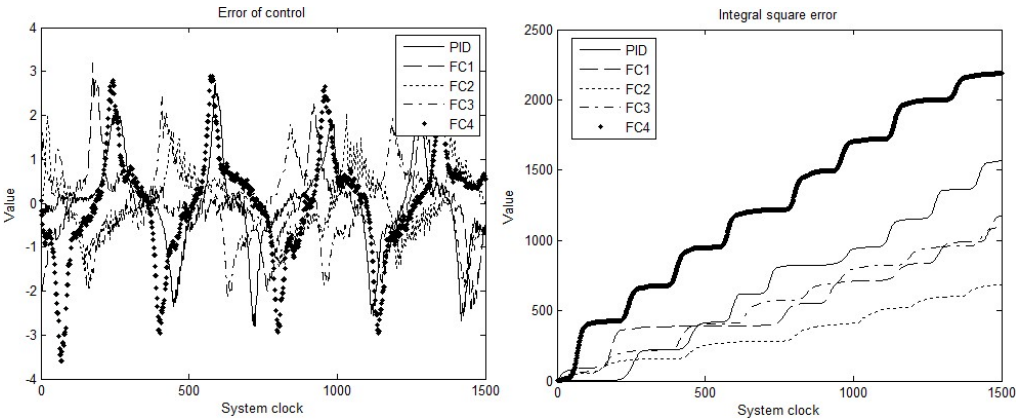 Error of control
4
3
2
1
0
-1
-2
-3
-4
Value
0
500
1000
1500
System clock
PID
FC1
FC2
FC3
FC4
Integral square error
2500
2000
1500
1000
500
0
Value
0
500
1000
1500
System clock
PID
FC1
FC2
FC3
FC4